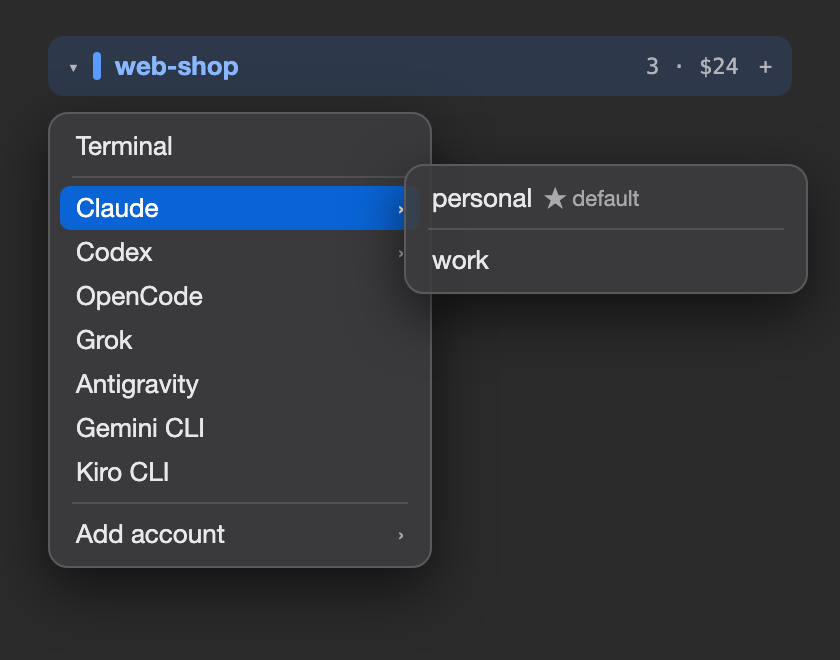 ▾ web-shop 3 · $24 +
Terminal
Claude ›
personal ★ default
work
Codex ›
OpenCode
Grok
Antigravity
Gemini CLI
Kiro CLI
Add account ›